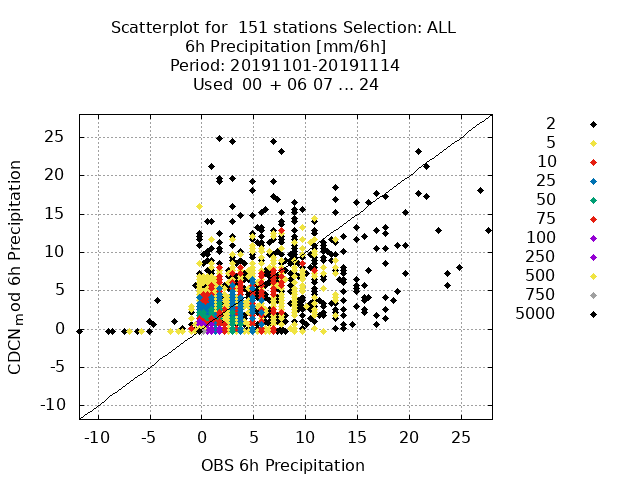 Scatterplot for 151 stations Selection: ALL
6h Precipitation [mm/6h]
Period: 20191101-20191114
Used 00 + 06 07 ... 24
CDCN_mod 6h Precipitation
25
20
15
10
5
0
-5
-10
-10 -5 0 5 10 15 20 25
OBS 6h Precipitation
2
5
10
25
50
75
100
250
500
750
5000